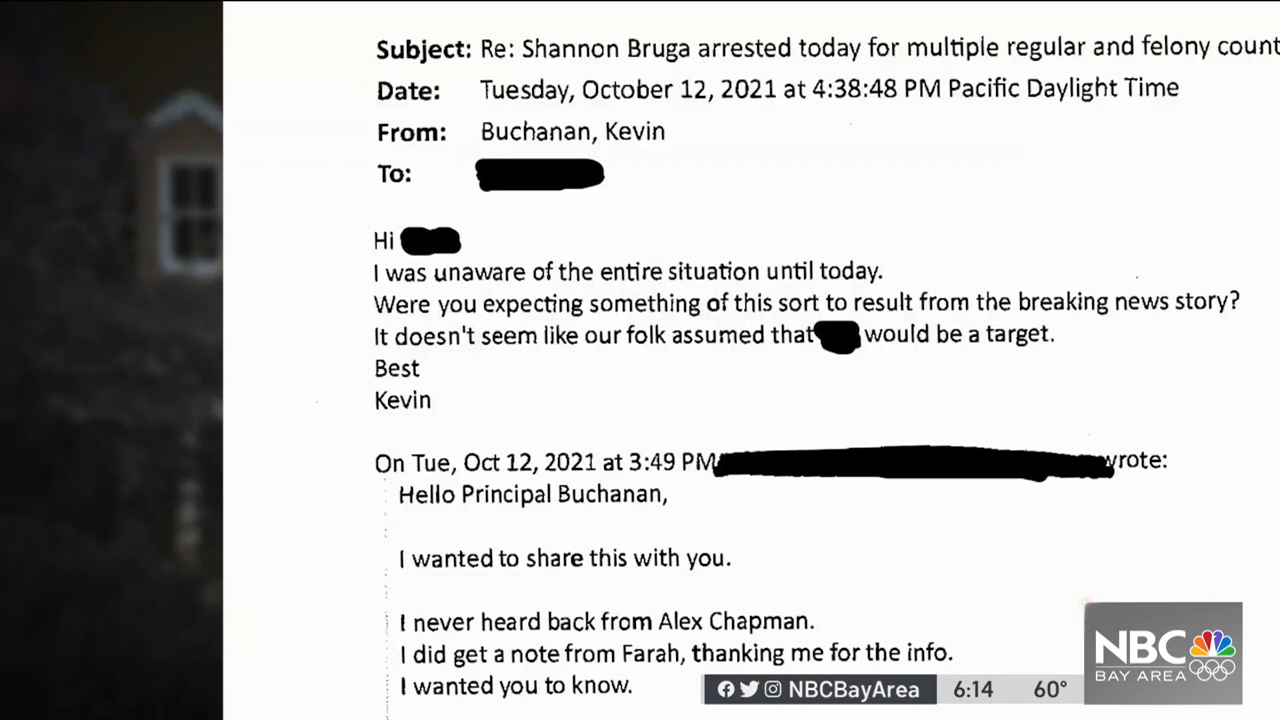 Subject: Re: Shannon Bruga arrested today for multiple regular and felony count
Date: Tuesday, October 12, 2021 at 4:38:48 PM Pacific Daylight Time
From: Buchanan, Kevin
To:
Hi
I was unaware of the entire situation until today.
Were you expecting something of this sort to result from the breaking news story?
It doesn't seem like our folk assumed that would be a target.
Best
Kevin
On Tue, Oct 12, 2021 at 3:49 PM wrote:
Hello Principal Buchanan,
I wanted to share this with you.
I never heard back from Alex Chapman.
I did get a note from Farah, thanking me for the info.
I wanted you to know.
NBC
BAY AREA
NBCBayArea 6:14 60°